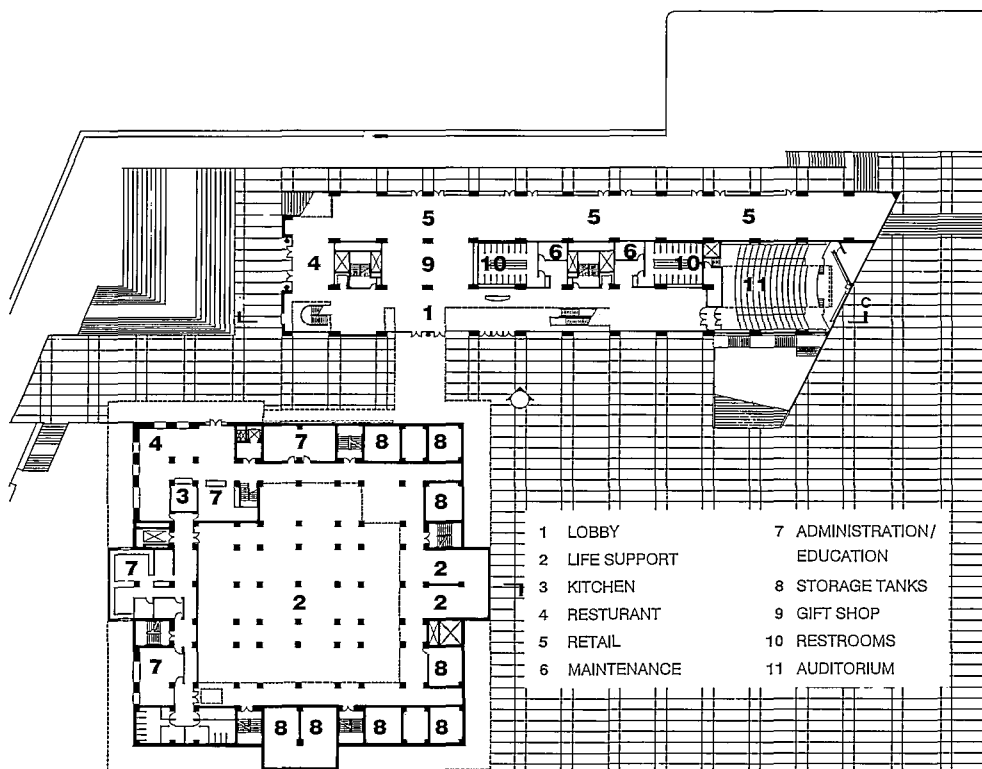 5 5 5
6 6
4 9 10 10
11
1
C
4 7 8 8
3 7 8
7 2
2 2
7 8
8 8 8 8
1 LOBBY
2 LIFE SUPPORT
3 KITCHEN
4 RESTURANT
5 RETAIL
6 MAINTENANCE
7 ADMINISTRATION/
EDUCATION
8 STORAGE TANKS
9 GIFT SHOP
10 RESTROOMS
11 AUDITORIUM